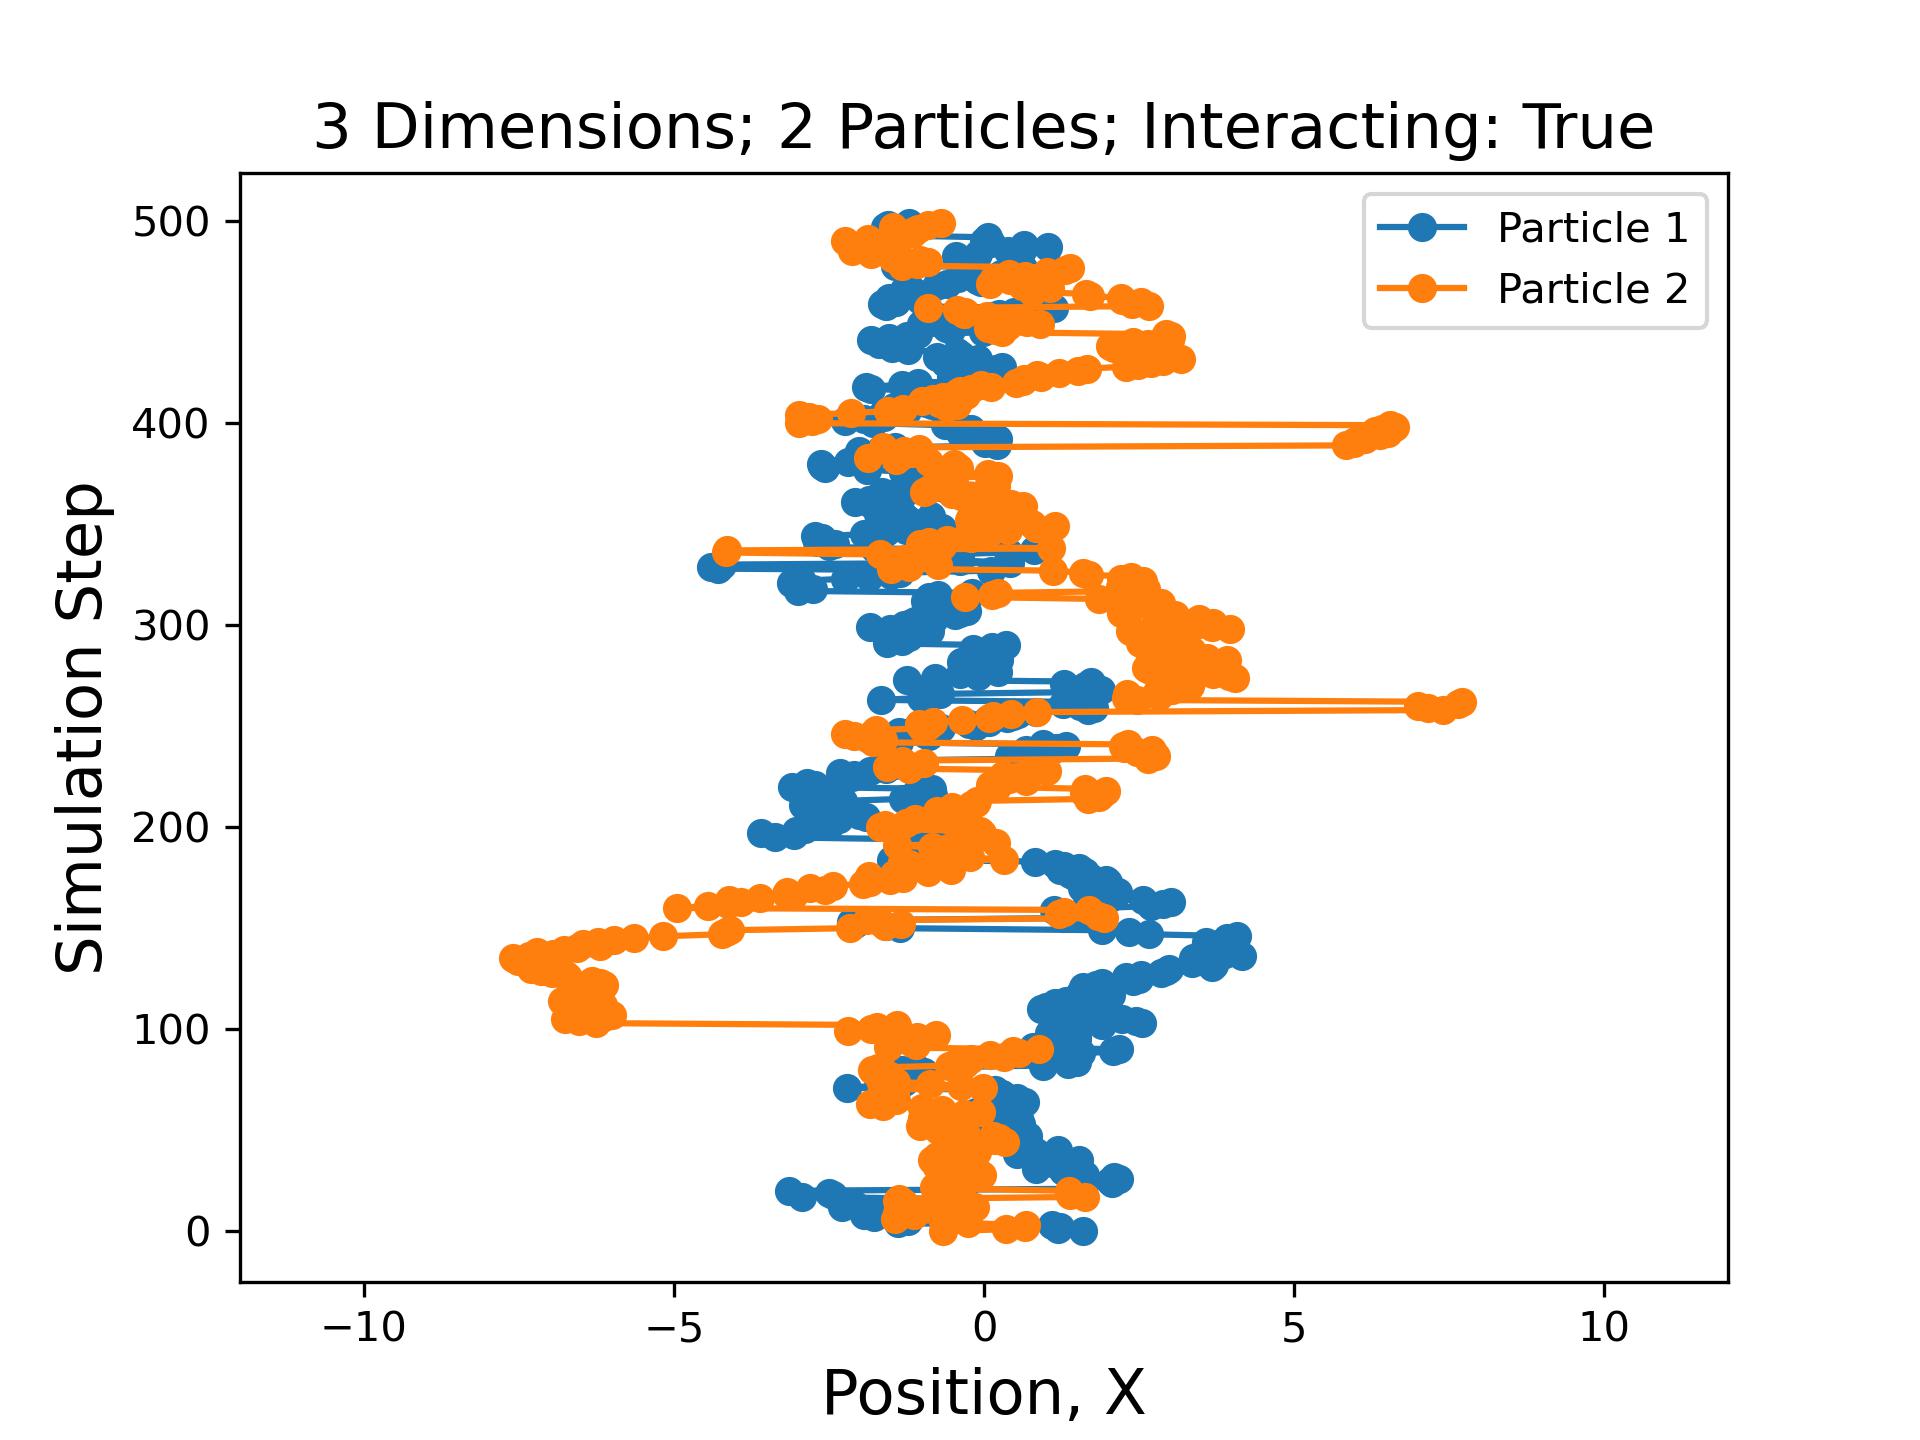 3 Dimensions; 2 Particles; Interacting: True
Particle 1
Particle 2
500
400
300
200
100
0
Simulation Step
−10
−5
0
5
10
Position, X